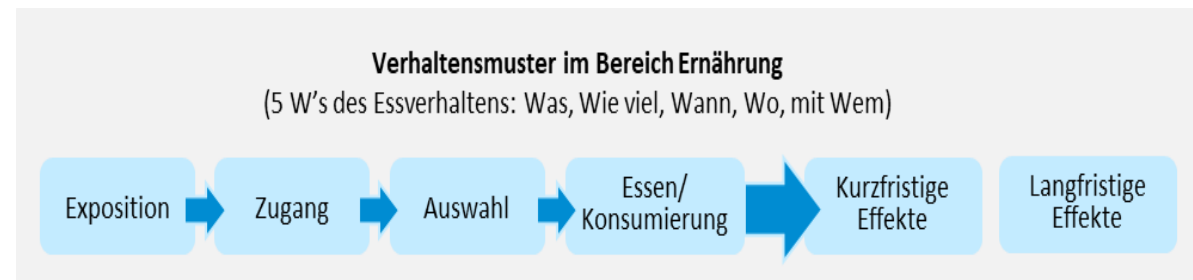 Verhaltensmuster im Bereich Ernährung
(5 W's des Essverhaltens: Was, Wie viel, Wann, Wo, mit Wem)
Exposition
Zugang
Auswahl
Essen/
Konsumierung
Kurzfristige
Effekte
Langfristige
Effekte